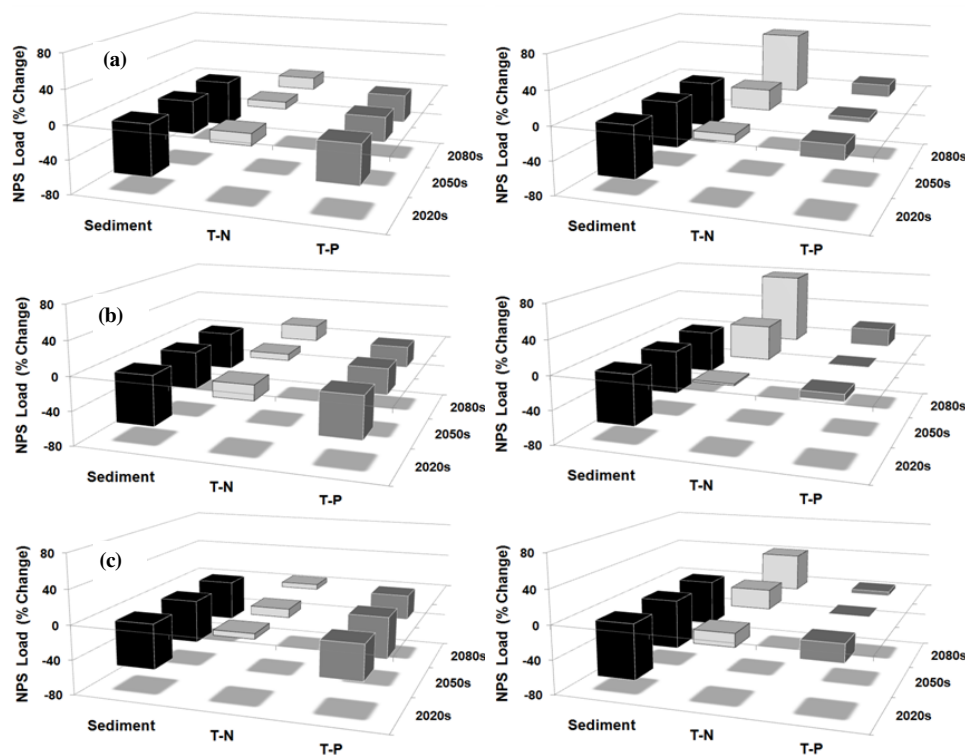 (a)
NPS Load (% Change)
80
40
0
-40
-80
Sediment
T-N
T-P
2020s
2050s
2080s
NPS Load (% Change)
80
40
0
-40
-80
Sediment
T-N
T-P
2020s
2050s
2080s
(b)
NPS Load (% Change)
80
40
0
-40
-80
Sediment
T-N
T-P
2020s
2050s
2080s
NPS Load (% Change)
80
40
0
-40
-80
Sediment
T-N
T-P
2020s
2050s
2080s
(c)
NPS Load (% Change)
80
40
0
-40
-80
Sediment
T-N
T-P
2020s
2050s
2080s
NPS Load (% Change)
80
40
0
-40
-80
Sediment
T-N
T-P
2020s
2050s
2080s